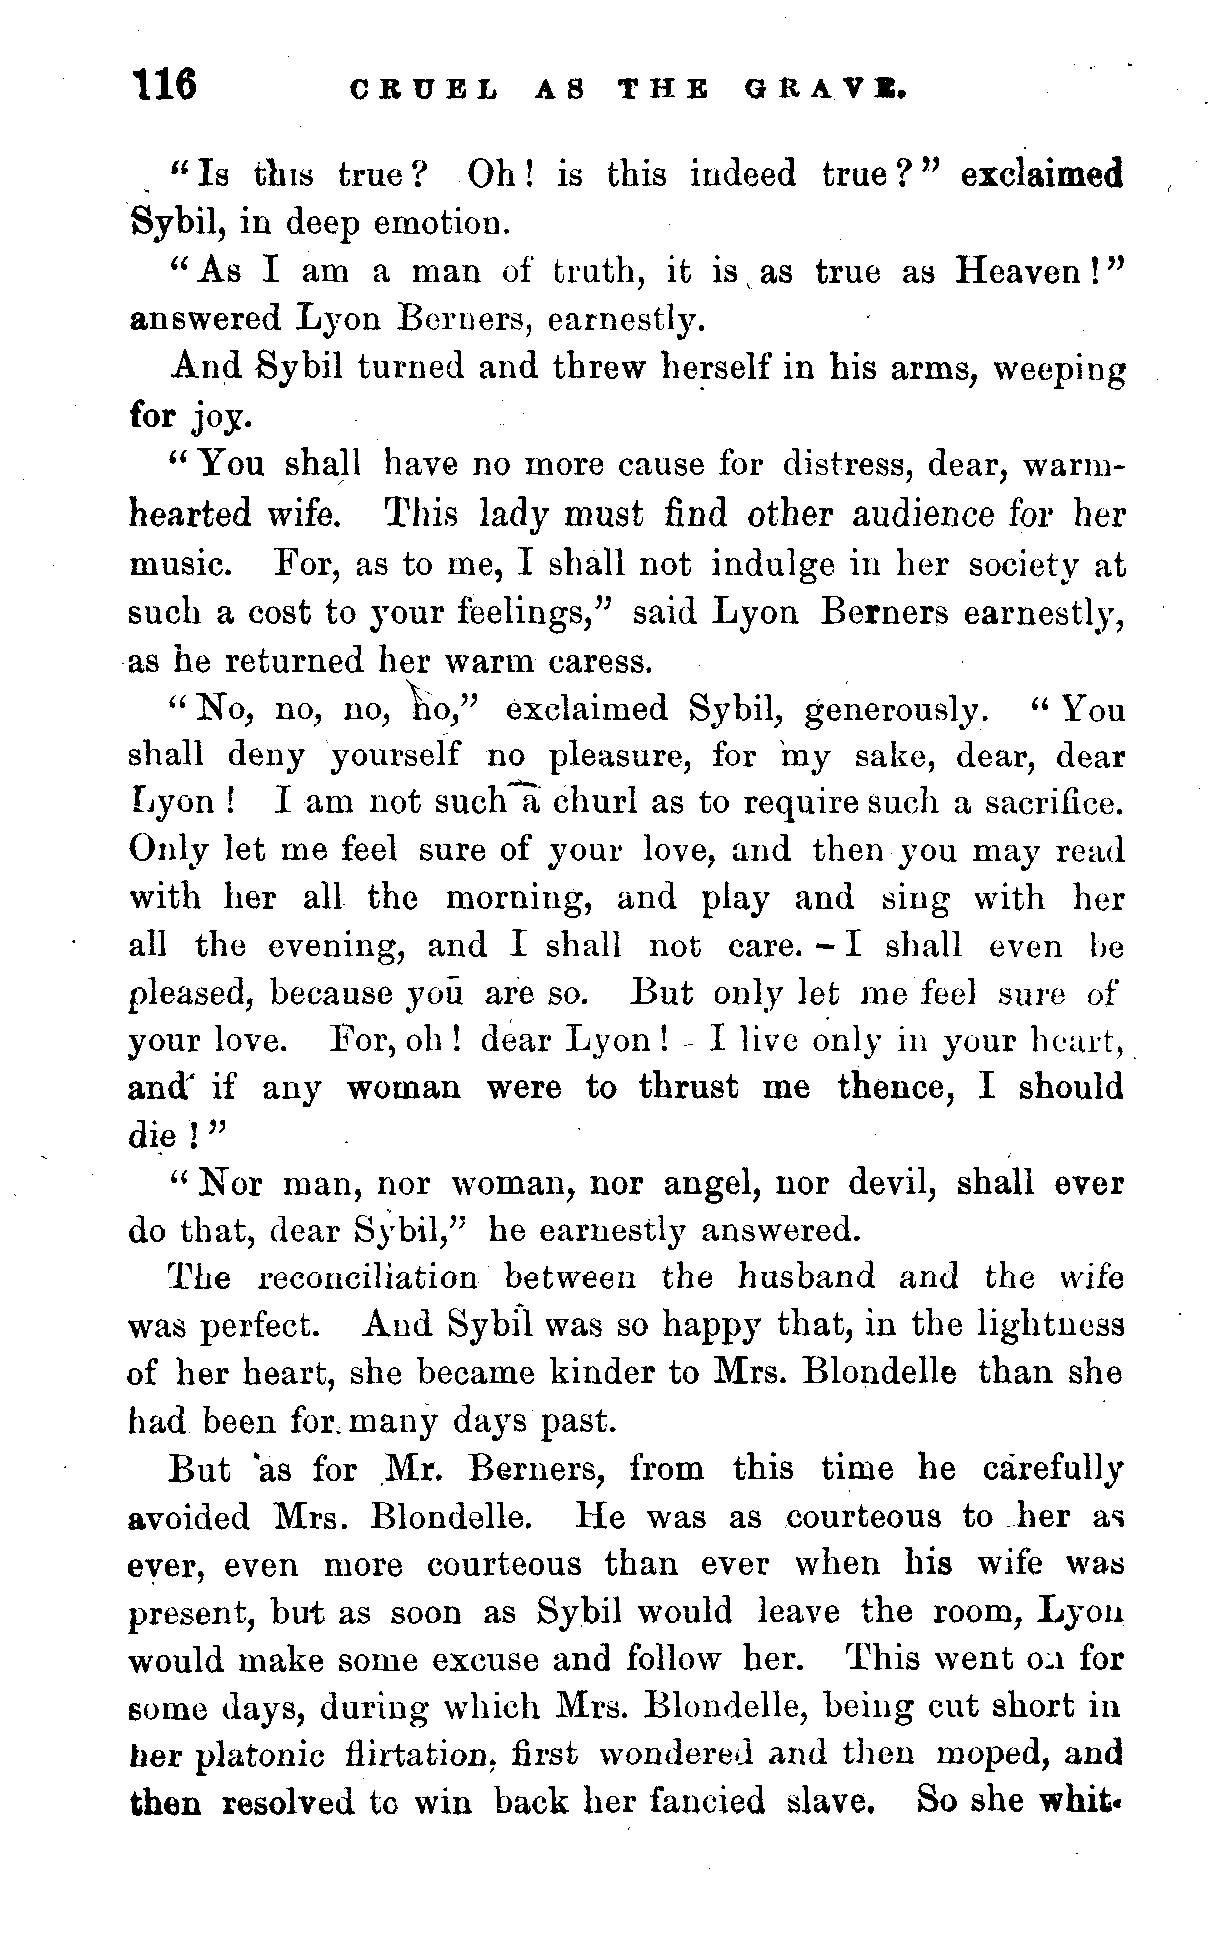 116 CRUEL AS THE GRAVE.
"Is this true? Oh! is this indeed true?" exclaimed
Sybil, in deep emotion.
"As I am a man of truth, it is as true as Heaven!"
answered Lyon Berners, earnestly.
And Sybil turned and threw herself in his arms, weeping
for joy.
"You shall have no more cause for distress, dear, warm-
hearted wife. This lady must find other audience for her
music. For, as to me, I shall not indulge in her society at
such a cost to your feelings," said Lyon Berners earnestly,
as he returned her warm caress.
"No, no, no, no," exclaimed Sybil, generously. "You
shall deny yourself no pleasure, for my sake, dear, dear
Lyon! I am not such a churl as to require such a sacrifice.
Only let me feel sure of your love, and then you may read
with her all the morning, and play and sing with her
all the evening, and I shall not care. I shall even be
pleased, because you are so. But only let me feel sure of
your love. For, oh! dear Lyon! I live only in your heart,
and if any woman were to thrust me thence, I should
die!"
"Nor man, nor woman, nor angel, nor devil, shall ever
do that, dear Sybil," he earnestly answered.
The reconciliation between the husband and the wife
was perfect. And Sybil was so happy that, in the lightness
of her heart, she became kinder to Mrs. Blondelle than she
had been for many days past.
But as for Mr. Berners, from this time he carefully
avoided Mrs. Blondelle. He was as courteous to her as
ever, even more courteous than ever when his wife was
present, but as soon as Sybil would leave the room, Lyon
would make some excuse and follow her. This went on for
some days, during which Mrs. Blondelle, being cut short in
her platonic flirtation, first wondered and then moped, and
then resolved to win back her fancied slave. So she whit-